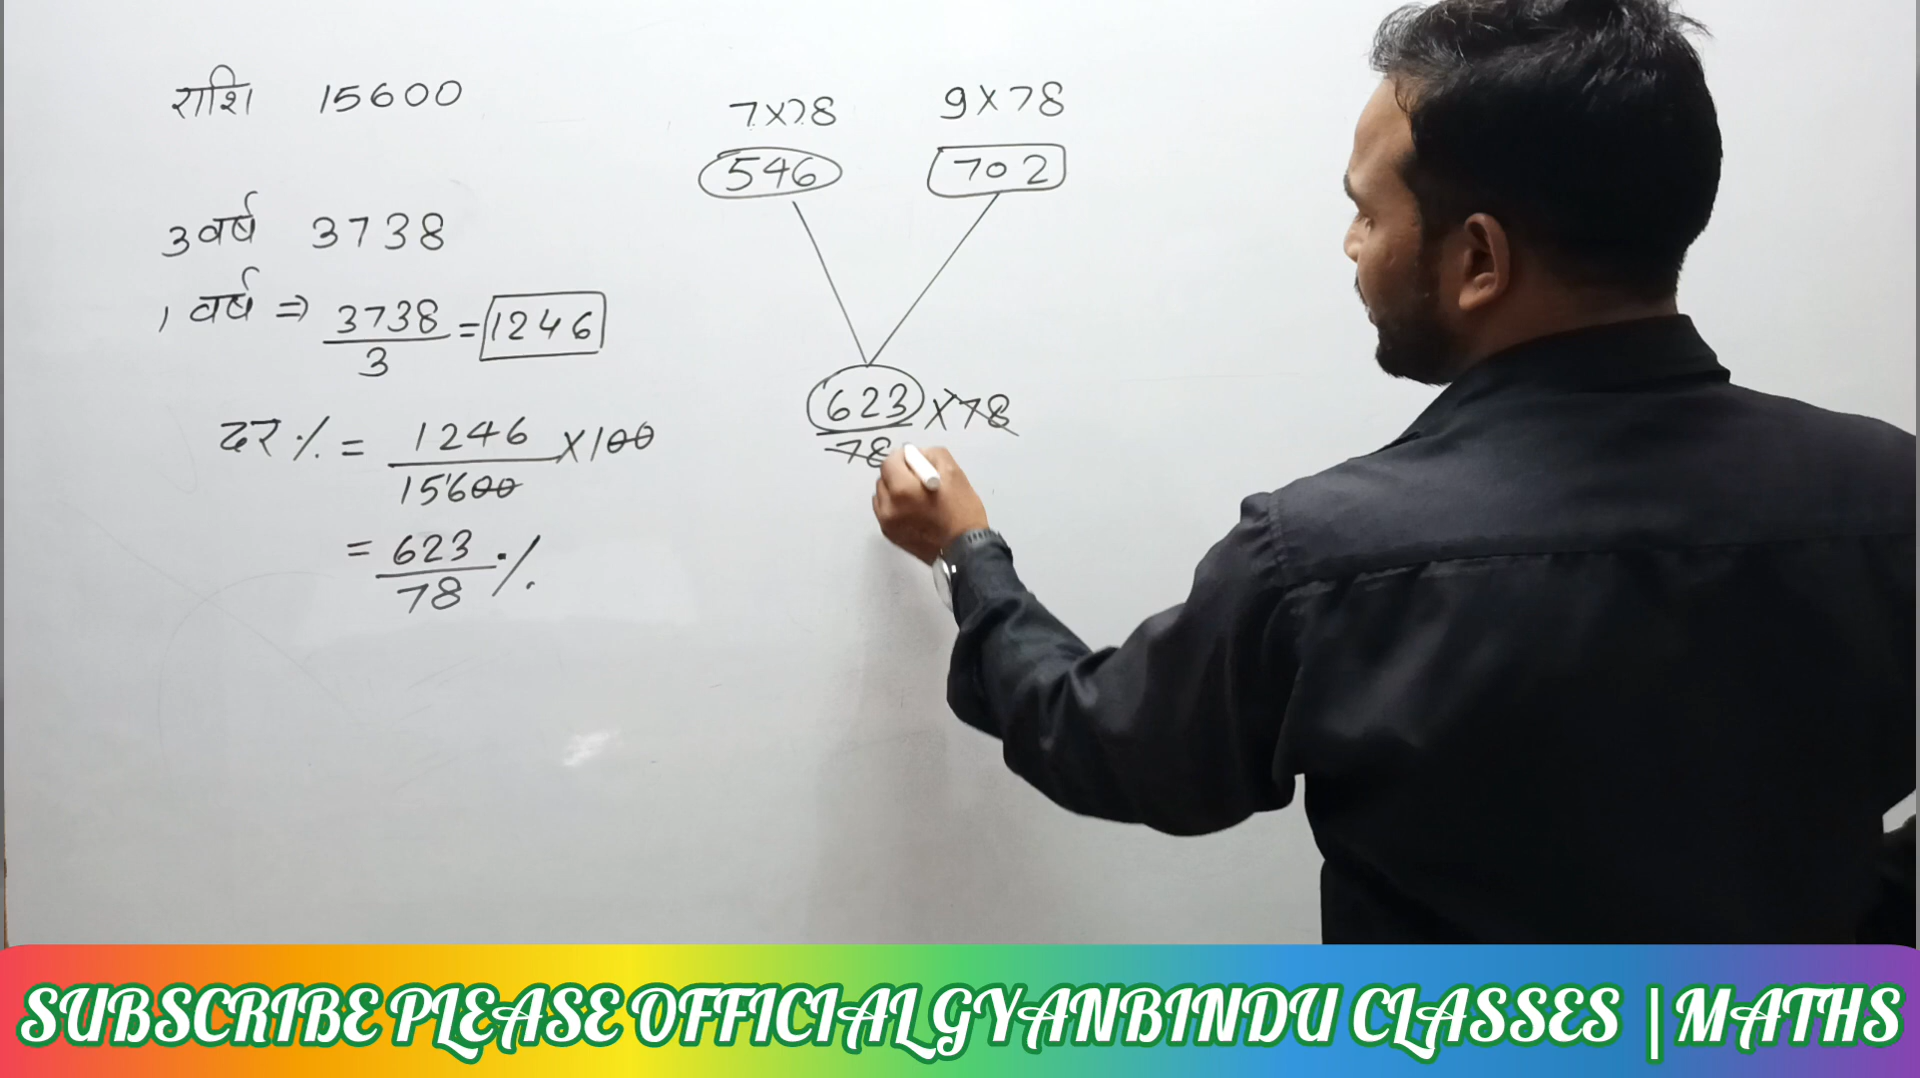 राशि 15600
3 वर्ष 3738
1 वर्ष ⇒ 3738/3 = 1246
दर % = 1246/15600 × 100
= 623/78 %
7×78 9×78
546 702
623/78 × 78
SUBSCRIBE PLEASE OFFICIAL GYANBINDU CLASSES | MATHS